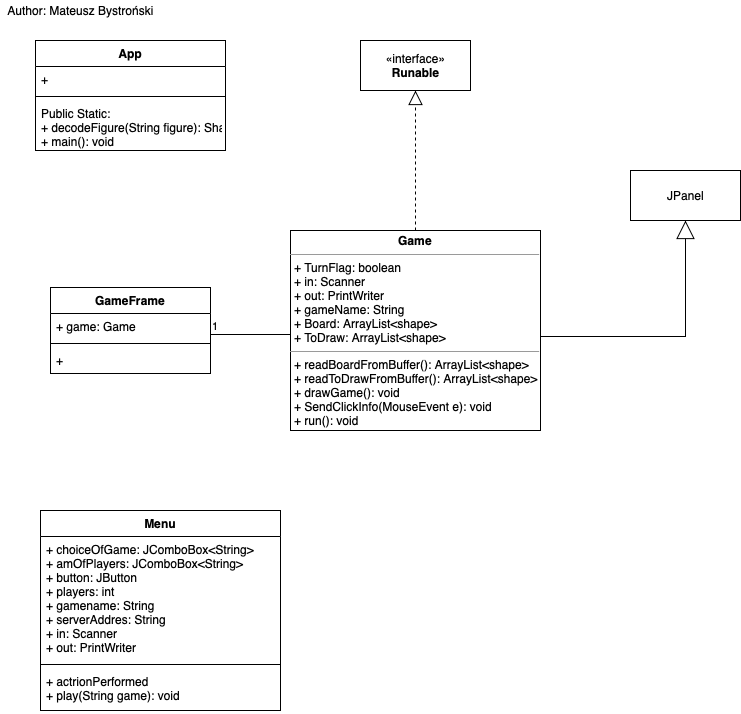 Author: Mateusz Bystroński
App
+
Public Static:
+ decodeFigure(String figure): Sha
+ main(): void
«interface»
Runable
JPanel
Game
+ TurnFlag: boolean
+ in: Scanner
+ out: PrintWriter
+ gameName: String
+ Board: ArrayList<shape>
+ ToDraw: ArrayList<shape>
+ readBoardFromBuffer(): ArrayList<shape>
+ readToDrawFromBuffer(): ArrayList<shape>
+ drawGame(): void
+ SendClickInfo(MouseEvent e): void
+ run(): void
GameFrame
+ game: Game
+
1
Menu
+ choiceOfGame: JComboBox<String>
+ amOfPlayers: JComboBox<String>
+ button: JButton
+ players: int
+ gamename: String
+ serverAddres: String
+ in: Scanner
+ out: PrintWriter
+ actrionPerformed
+ play(String game): void